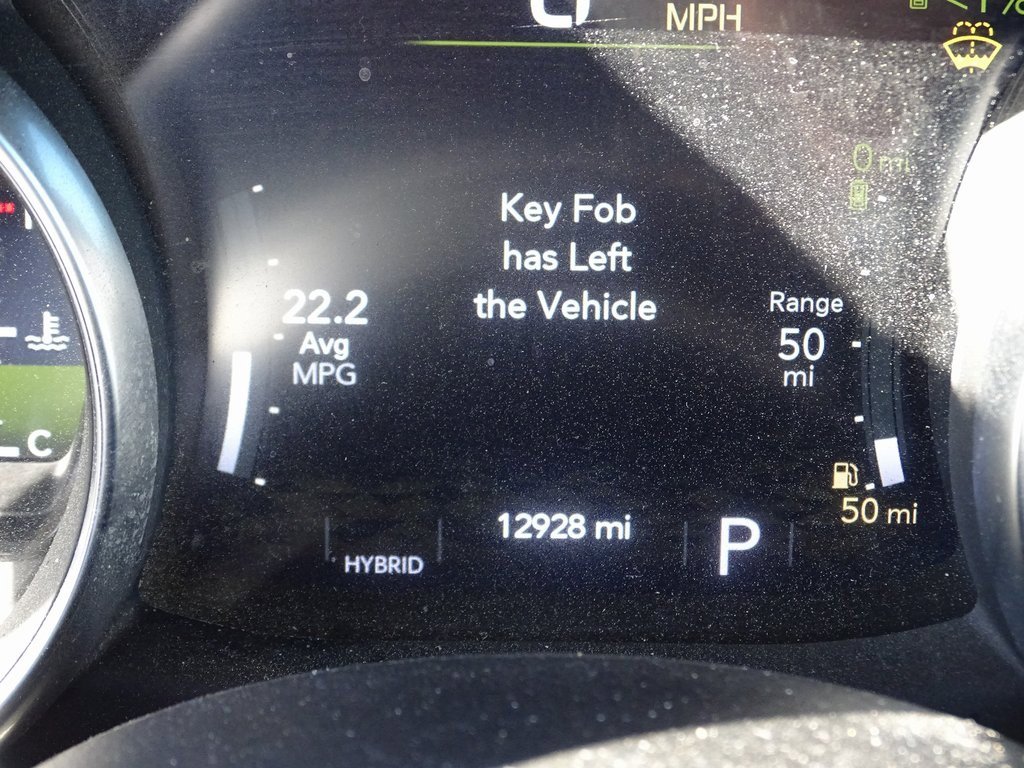 MPH
<1%
0 mi
Key Fob
has Left
the Vehicle
22.2
Avg
MPG
Range
50
mi
C
50 mi
12928 mi
P
HYBRID